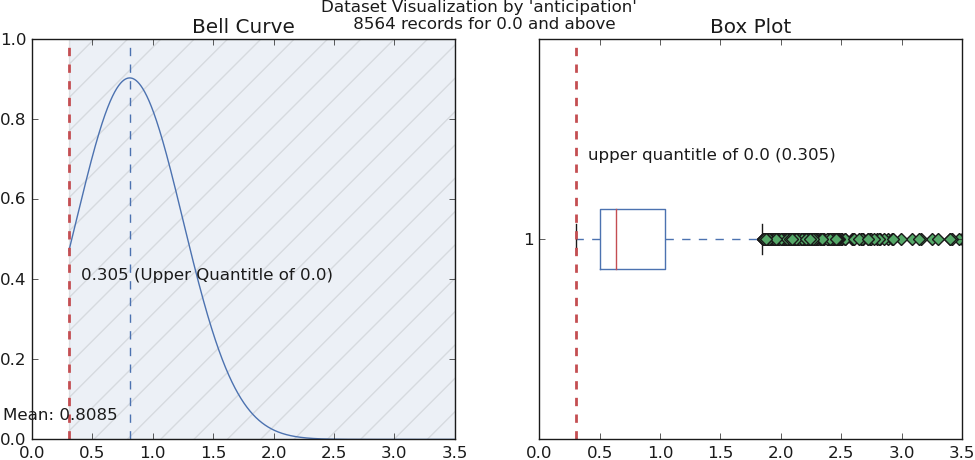 Dataset Visualization by 'anticipation'
8564 records for 0.0 and above
Bell Curve
1.0
0.8
0.6
0.4
0.2
0.0
0.305 (Upper Quantitle of 0.0)
Mean: 0.8085
0.0 0.5 1.0 1.5 2.0 2.5 3.0 3.5
Box Plot
upper quantitle of 0.0 (0.305)
1
0.0 0.5 1.0 1.5 2.0 2.5 3.0 3.5